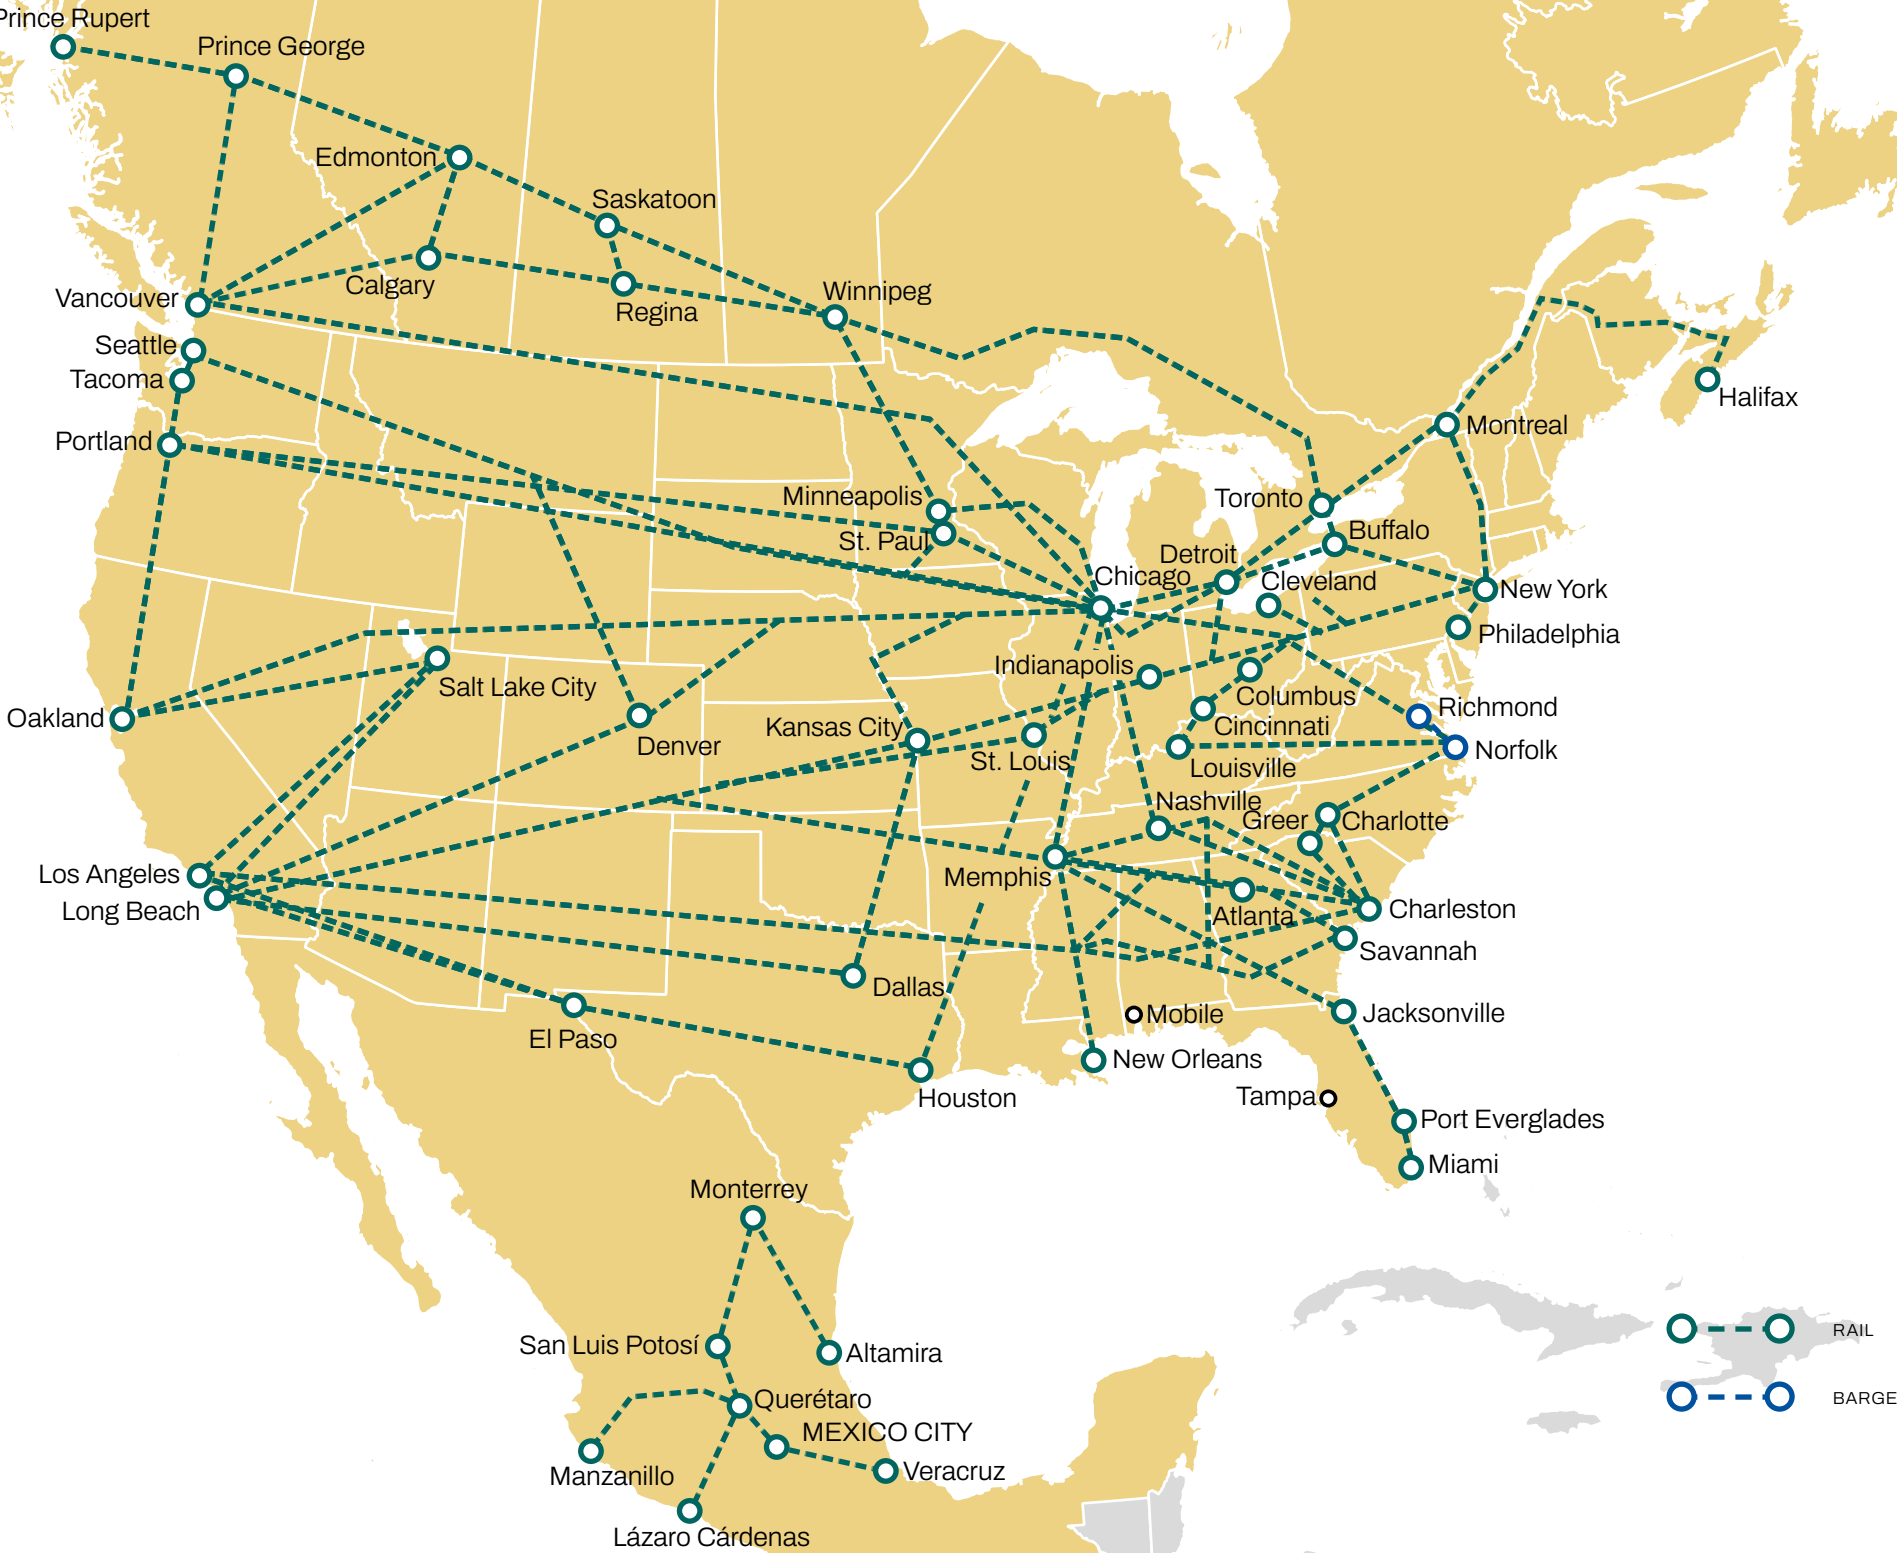 Prince Rupert
Prince George
Edmonton
Saskatoon
Calgary
Vancouver
Regina
Winnipeg
Seattle
Tacoma
Portland
Halifax
Montreal
Minneapolis
Toronto
St. Paul
Buffalo
Detroit
Chicago
Cleveland
New York
Philadelphia
Indianapolis
Salt Lake City
Columbus
Oakland
Richmond
Kansas City
Cincinnati
Denver
Norfolk
St. Louis
Louisville
Nashville
Greer
Charlotte
Los Angeles
Memphis
Long Beach
Atlanta
Charleston
Savannah
Dallas
Mobile
Jacksonville
El Paso
New Orleans
Houston
Tampa
Port Everglades
Miami
Monterrey
RAIL
San Luis Potosí
Altamira
Querétaro
BARGE
MEXICO CITY
Manzanillo
Veracruz
Lázaro Cárdenas